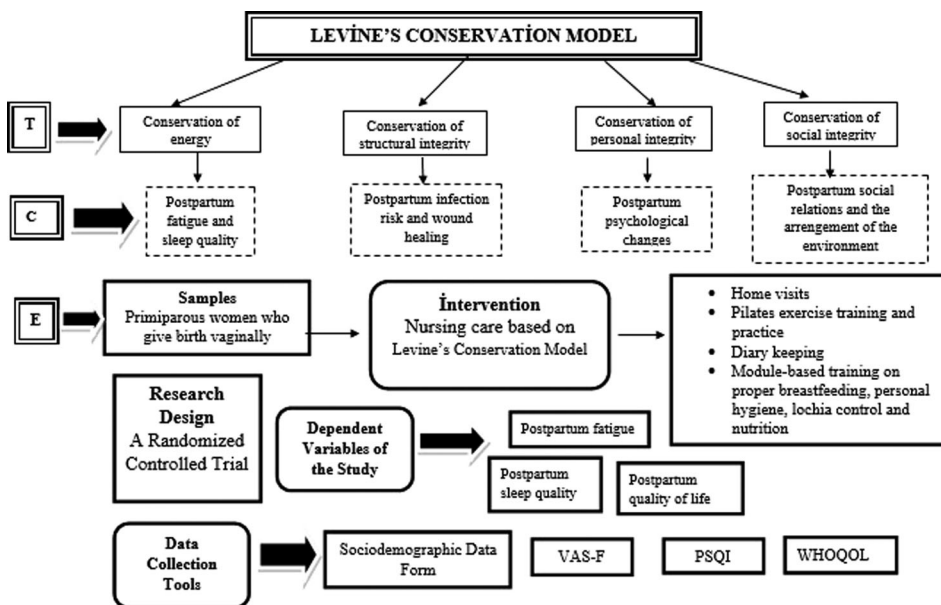 LEVİNE'S CONSERVATİON MODEL
T
Conservation of
energy
Conservation of
structural integrity
Conservation of
personal integrity
Conservation of
social integrity
C
Postpartum
fatigue and
sleep quality
Postpartum infection
risk and wound
healing
Postpartum
psychological
changes
Postpartum social
relations and the
arrengement of the
environment
E
Samples
Primiparous women who
give birth vaginally
İntervention
Nursing care based on
Levine's Conservation Model
• Home visits
• Pilates exercise training and
practice
• Diary keeping
• Module-based training on
proper breastfeeding, personal
hygiene, lochia control and
nutrition
Research
Design
A Randomized
Controlled Trial
Dependent
Variables of
the Study
Postpartum fatigue
Postpartum
sleep quality
Postpartum
quality of life
Data
Collection
Tools
Sociodemographic Data
Form
VAS-F
PSQI
WHOQOL